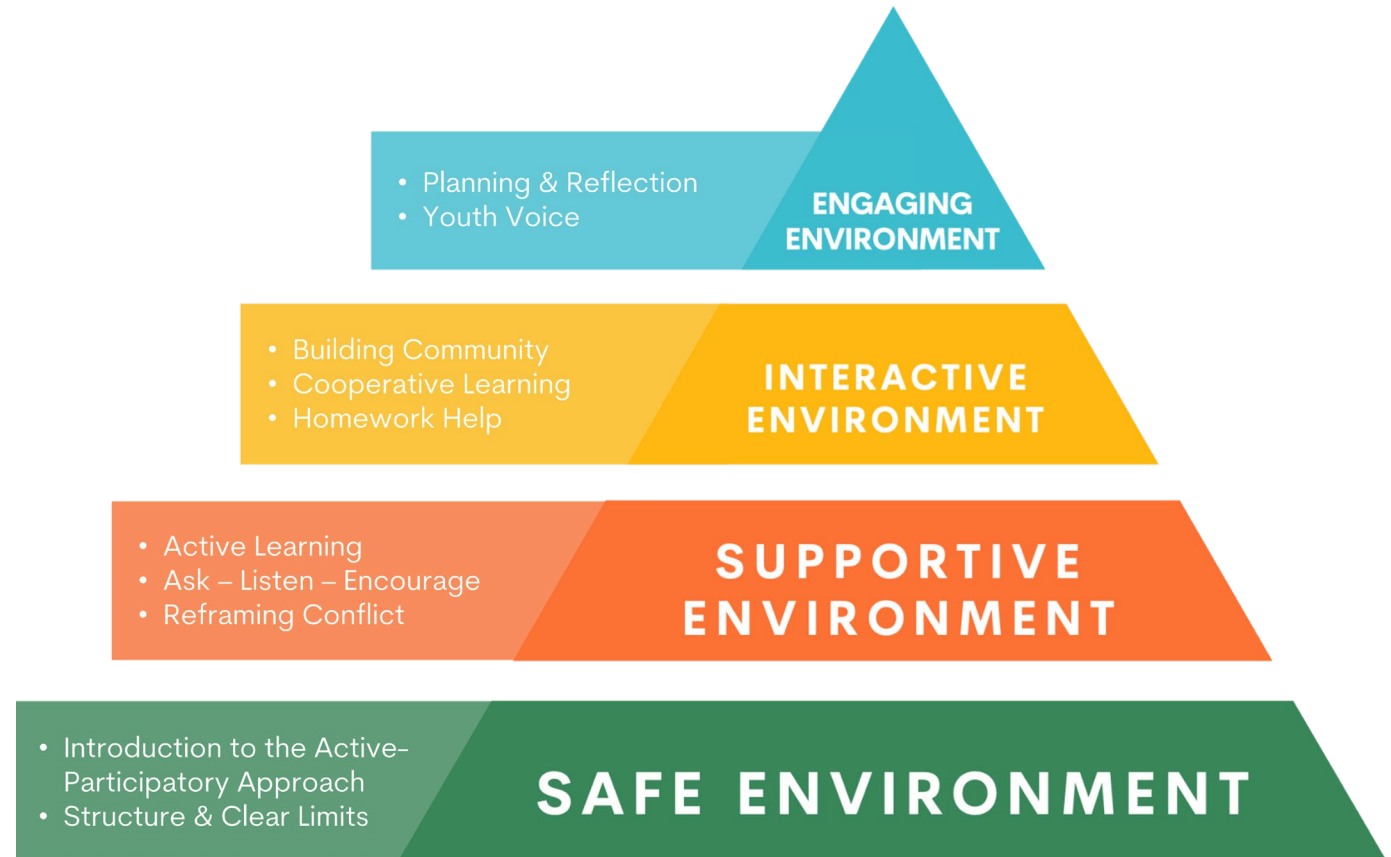 • Planning & Reflection
• Youth Voice
ENGAGING
ENVIRONMENT
• Building Community
• Cooperative Learning
• Homework Help
INTERACTIVE
ENVIRONMENT
• Active Learning
• Ask – Listen – Encourage
• Reframing Conflict
SUPPORTIVE
ENVIRONMENT
• Introduction to the Active-
Participatory Approach
• Structure & Clear Limits
SAFE ENVIRONMENT